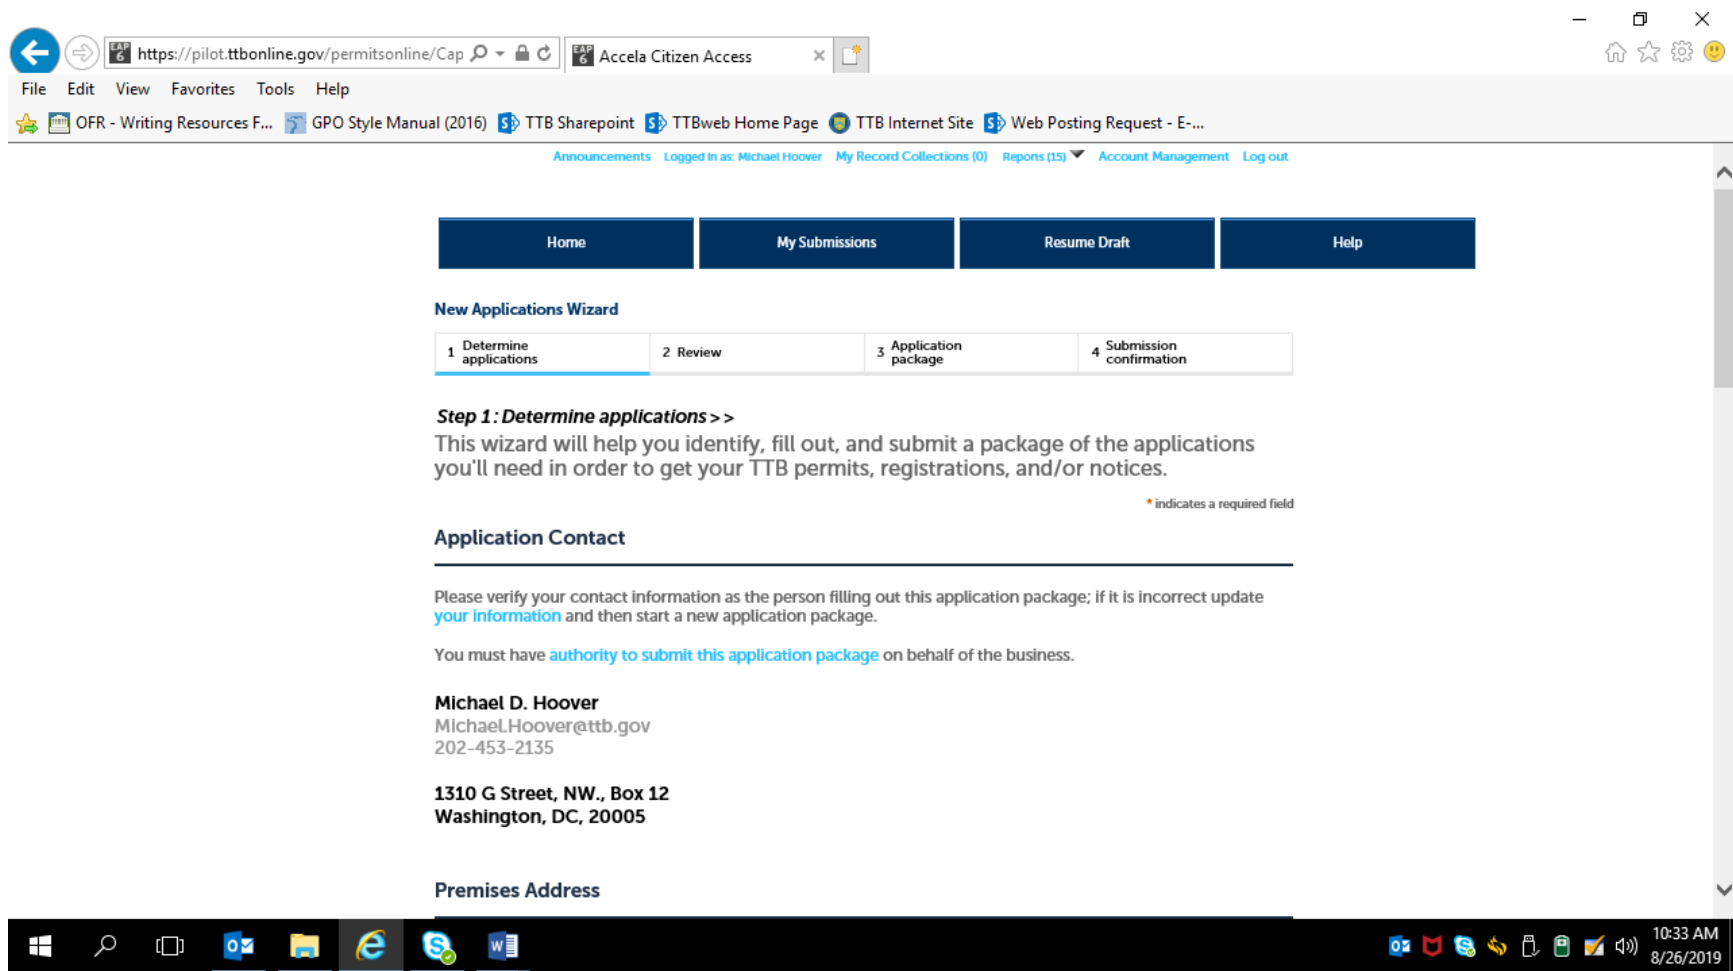 EAP 6 https://pilot.ttbonline.gov/permitsonline/Cap
EAP 6 Accela Citizen Access
File Edit View Favorites Tools Help
OFR - Writing Resources F... GPO Style Manual (2016) TTB Sharepoint TTBweb Home Page TTB Internet Site Web Posting Request - E-...
Announcements Logged in as: Michael Hoover My Record Collections (0) Reports (15) Account Management Log out
Home My Submissions Resume Draft Help
New Applications Wizard
1 Determine applications 2 Review 3 Application package 4 Submission confirmation
Step 1: Determine applications >>
This wizard will help you identify, fill out, and submit a package of the applications
you'll need in order to get your TTB permits, registrations, and/or notices.
* indicates a required field
Application Contact
Please verify your contact information as the person filling out this application package; if it is incorrect update
your information and then start a new application package.
You must have authority to submit this application package on behalf of the business.
Michael D. Hoover
Michael.Hoover@ttb.gov
202-453-2135
1310 G Street, NW., Box 12
Washington, DC, 20005
Premises Address
10:33 AM
8/26/2019